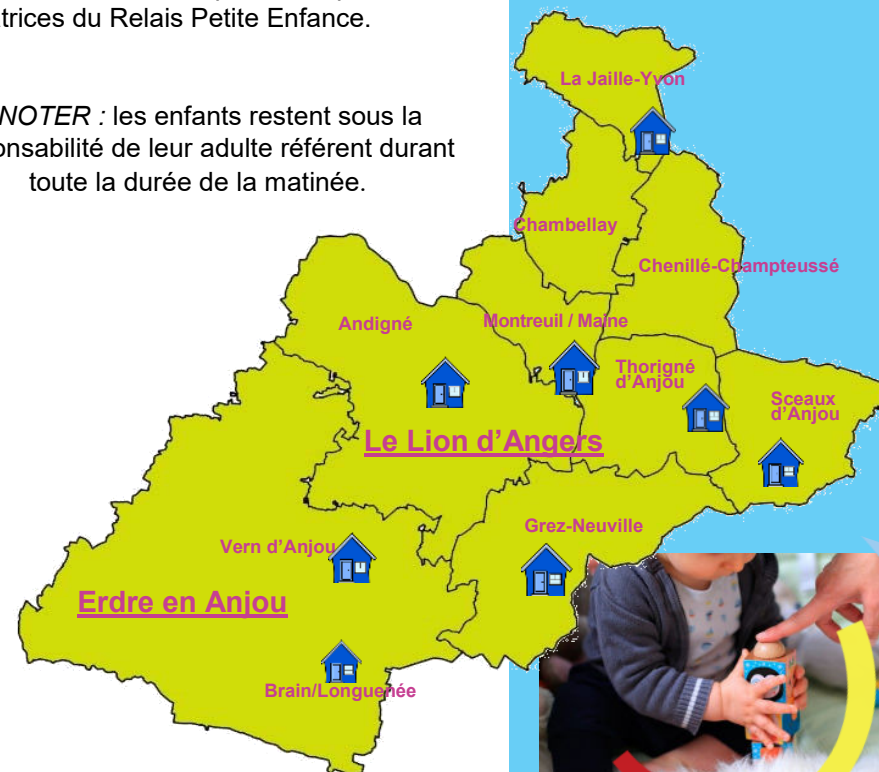 trices du Relais Petite Enfance.
NOTER : les enfants restent sous la
onsabilité de leur adulte référent durant
toute la durée de la matinée.
La Jaille-Yvon
Chambellay
Chenillé-Champteussé
Andigné
Montreuil / Maine
Thorigné
d'Anjou
Sceaux
d'Anjou
Le Lion d'Angers
Grez-Neuville
Vern d'Anjou
Erdre en Anjou
Brain/Longuenée